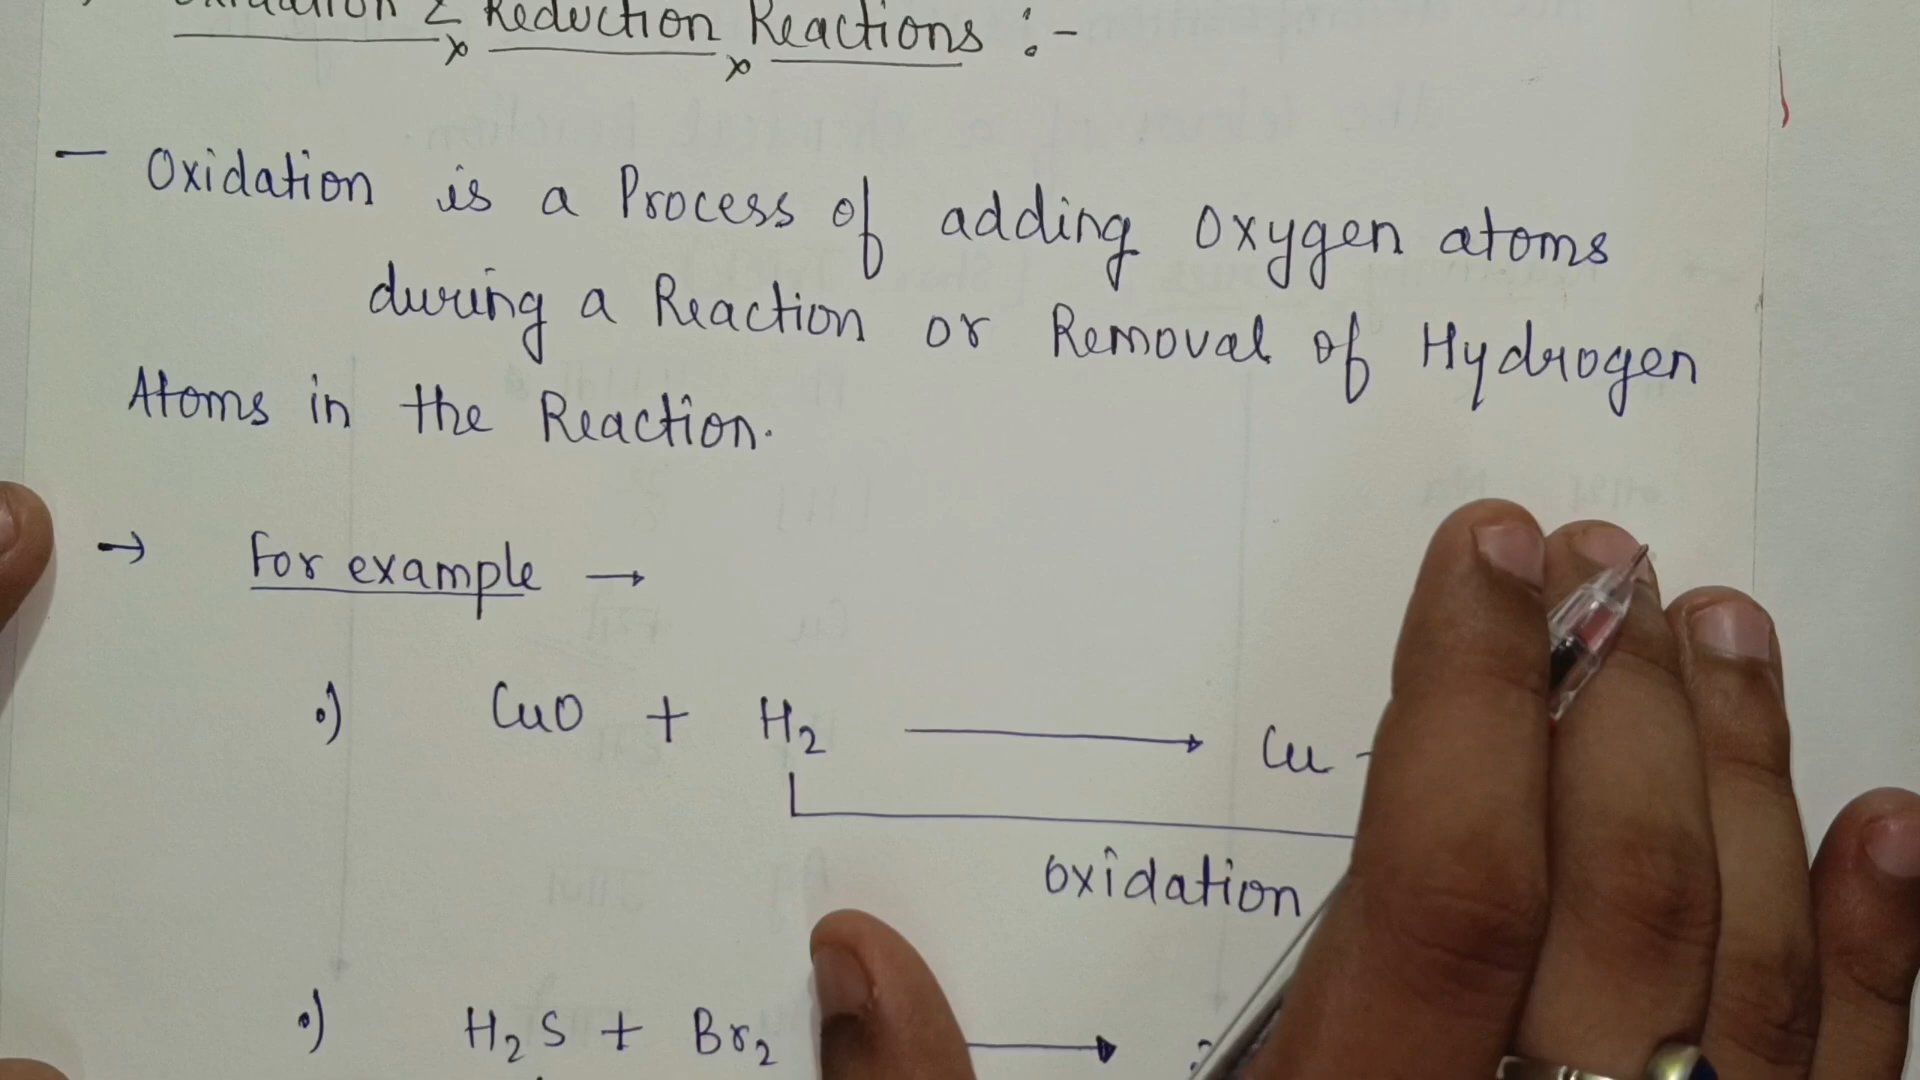 Oxidation & Reduction Reactions :-
— Oxidation is a Process of adding Oxygen atoms
during a Reaction or Removal of Hydrogen
Atoms in the Reaction.
→ For example →
•) CuO + H₂ ⟶ Cu
oxidation
•) H₂S + Br₂ ⟶